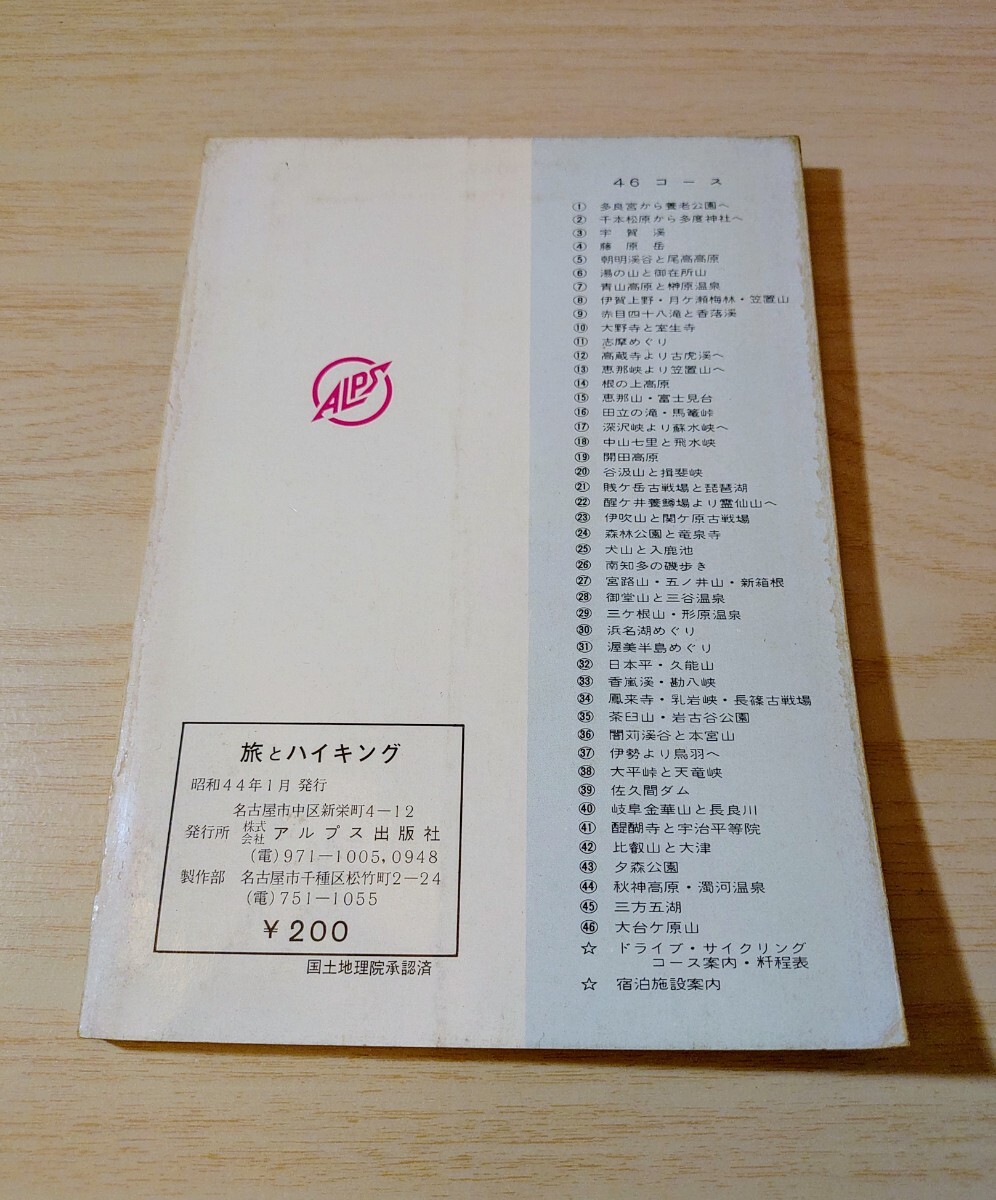 ALPS
旅とハイキング
昭和44年1月 発行
名古屋市中区新栄町4−12
発行所 株式会社 アルプス出版社
(電)971−1005,0948
製作部 名古屋市千種区松竹町2−24
(電)751−1055
¥200
国土地理院承認済
46 コース
① 多良宮から養老公園へ
② 千本松原から多度神社へ
③ 宇賀渓
④ 藤原岳
⑤ 朝明渓谷と尾高高原
⑥ 湯の山と御在所山
⑦ 青山高原と榊原温泉
⑧ 伊賀上野・月ケ瀬梅林・笠置山
⑨ 赤目四十八滝と香落渓
⑩ 大野寺と室生寺
⑪ 志摩めぐり
⑫ 高蔵寺より古虎渓へ
⑬ 恵那峡より笠置山へ
⑭ 根の上高原
⑮ 恵那山・富士見台
⑯ 田立の滝・馬籠峠
⑰ 深沢峡より蘇水峡へ
⑱ 中山七里と飛水峡
⑲ 開田高原
⑳ 谷汲山と揖斐峡
㉑ 賎ケ岳古戦場と琵琶湖
㉒ 醒ケ井養鱒場より霊仙山へ
㉓ 伊吹山と関ケ原古戦場
㉔ 森林公園と竜泉寺
㉕ 犬山と入鹿池
㉖ 南知多の磯歩き
㉗ 宮路山・五ノ井山・新箱根
㉘ 御堂山と三谷温泉
㉙ 三ケ根山・形原温泉
㉚ 浜名湖めぐり
㉛ 渥美半島めぐり
㉜ 日本平・久能山
㉝ 香嵐渓・勘八峡
㉞ 鳳来寺・乳岩峡・長篠古戦場
㉟ 茶臼山・岩古谷公園
㊱ 闇苅渓谷と本宮山
㊲ 伊勢より鳥羽へ
㊳ 大平峠と天竜峡
㊴ 佐久間ダム
㊵ 岐阜金華山と長良川
㊶ 醍醐寺と宇治平等院
㊷ 比叡山と大津
㊸ 夕森公園
㊹ 秋神高原・濁河温泉
㊺ 三方五湖
㊻ 大台ケ原山
☆ ドライブ・サイクリング
コース案内・粁程表
☆ 宿泊施設案内